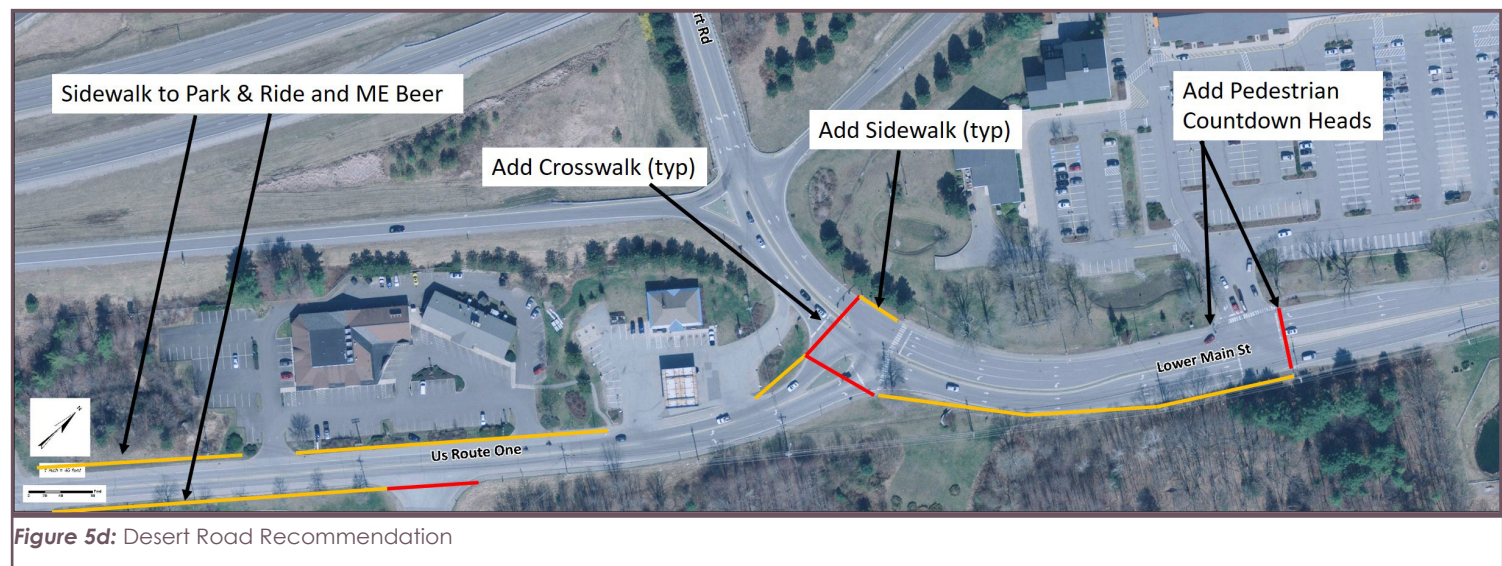 rt Rd
Sidewalk to Park & Ride and ME Beer
Add Pedestrian
Countdown Heads
Add Sidewalk (typ)
Add Crosswalk (typ)
Lower Main St
N
Us Route One
Figure 5d: Desert Road Recommendation